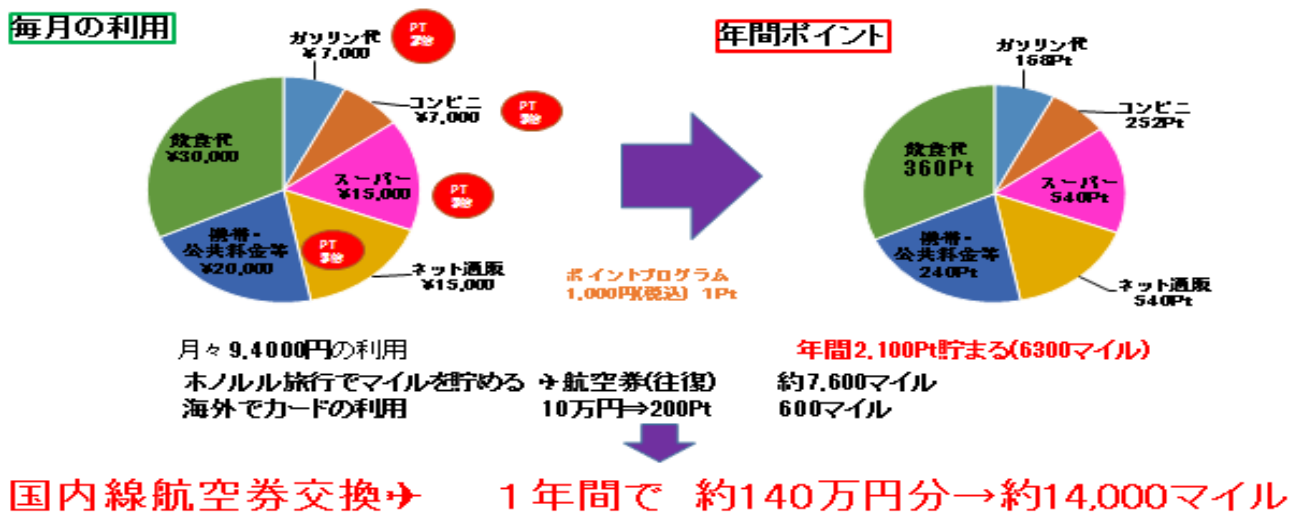 毎月の利用
ガソリン代
¥7,000
PT
コンビニ
¥7,000
PT
スーパー
¥15,000
PT
ネット通販
¥15,000
PT
携帯・
公共料金等
¥20,000
飲食代
¥30,000
ポイントプログラム
1,000円(税込) 1Pt
年間ポイント
ガソリン代
168Pt
コンビニ
252Pt
スーパー
540Pt
ネット通販
540Pt
携帯・
公共料金等
240Pt
飲食代
360Pt
月々9,4000円の利用
年間2,100Pt貯まる(6300マイル)
ホノルル旅行でマイルを貯める ✈航空券(往復) 約7,600マイル
海外でカードの利用 10万円⇒200Pt 600マイル
国内線航空券交換✈ 1年間で 約140万円分→約14,000マイル